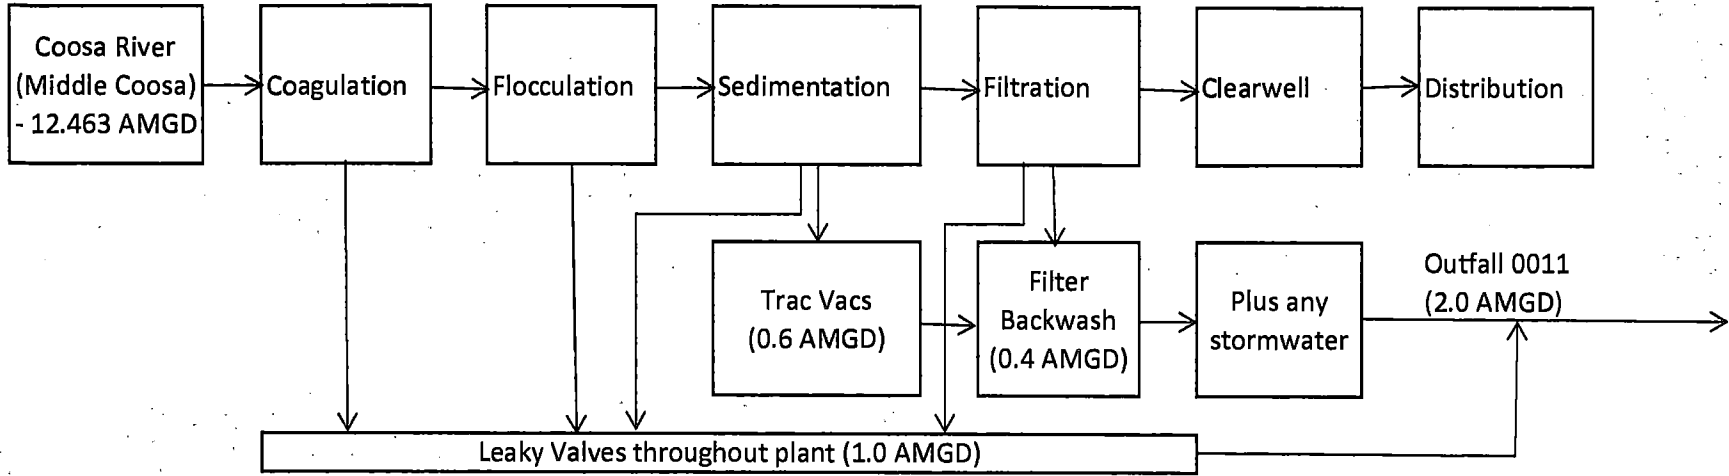 Coosa River
(Middle Coosa)
- 12.463 AMGD
Coagulation
Flocculation
Sedimentation
Filtration
Clearwell
Distribution
Trac Vacs
(0.6 AMGD)
Filter
Backwash
(0.4 AMGD)
Plus any
stormwater
Outfall 0011
(2.0 AMGD)
Leaky Valves throughout plant (1.0 AMGD)